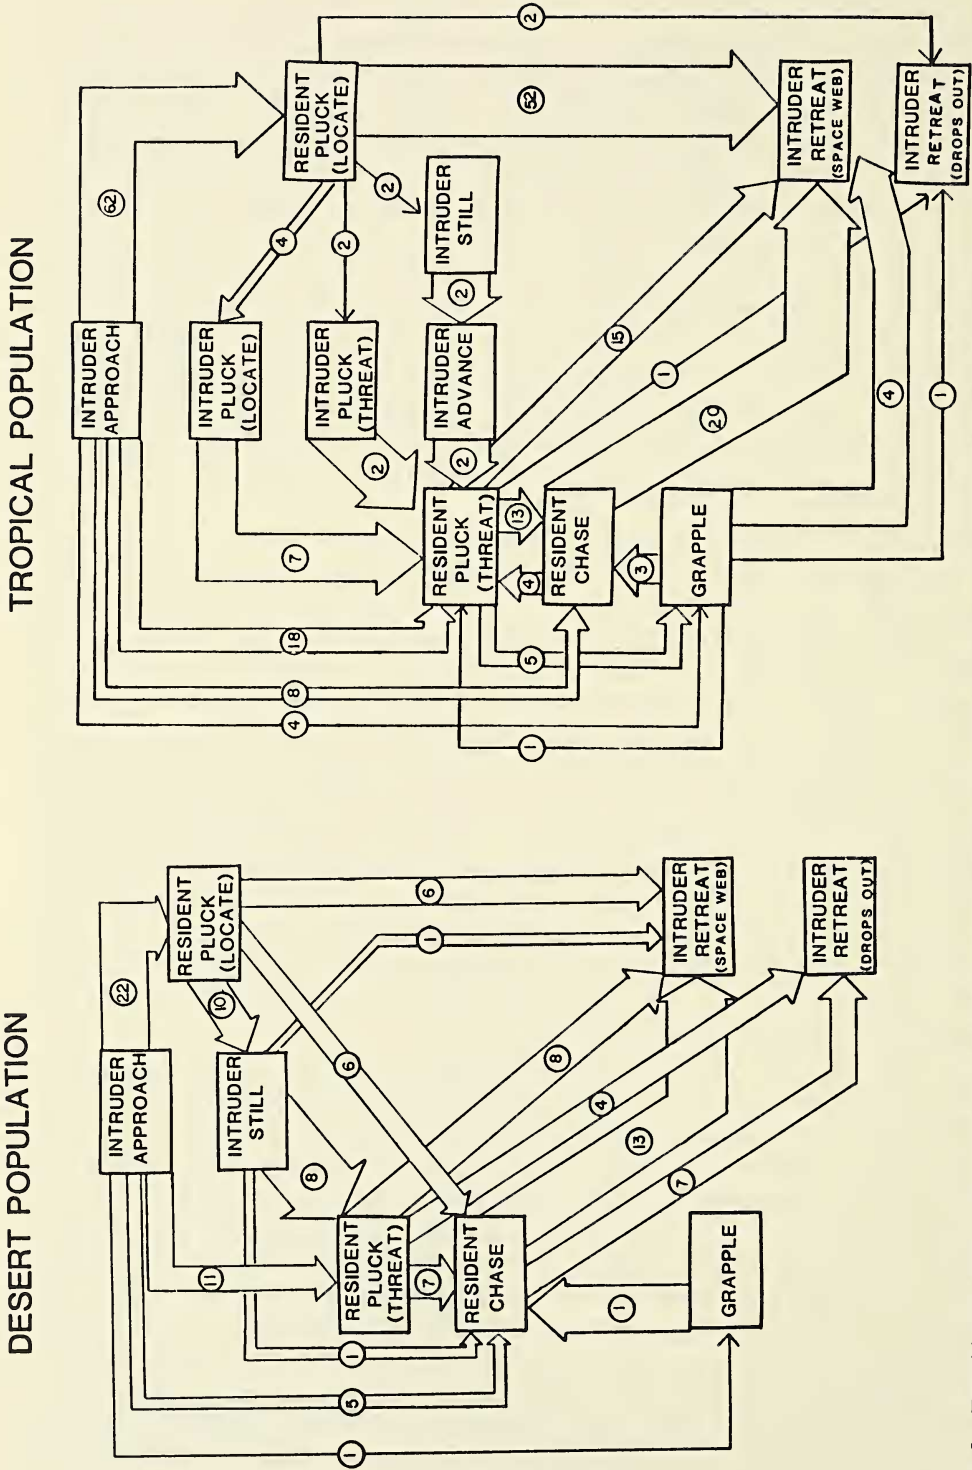 DESERT POPULATION
INTRUDER
APPROACH
22
RESIDENT
PLUCK
(LOCATE)
10
INTRUDER
STILL
11
8
6
1
6
RESIDENT
PLUCK
(THREAT)
7
RESIDENT
CHASE
1
5
1
8
4
13
7
1
GRAPPLE
INTRUDER
RETREAT
(SPACE WEB)
INTRUDER
RETREAT
(DROPS OUT)
TROPICAL POPULATION
INTRUDER
APPROACH
62
RESIDENT
PLUCK
(LOCATE)
2
52
4
2
2
INTRUDER
PLUCK
(LOCATE)
INTRUDER
PLUCK
(THREAT)
INTRUDER
STILL
2
INTRUDER
ADVANCE
2
2
7
18
8
4
RESIDENT
PLUCK
(THREAT)
13
4
RESIDENT
CHASE
3
GRAPPLE
5
1
15
1
29
4
1
INTRUDER
RETREAT
(SPACE WEB)
INTRUDER
RETREAT
(DROPS OUT)